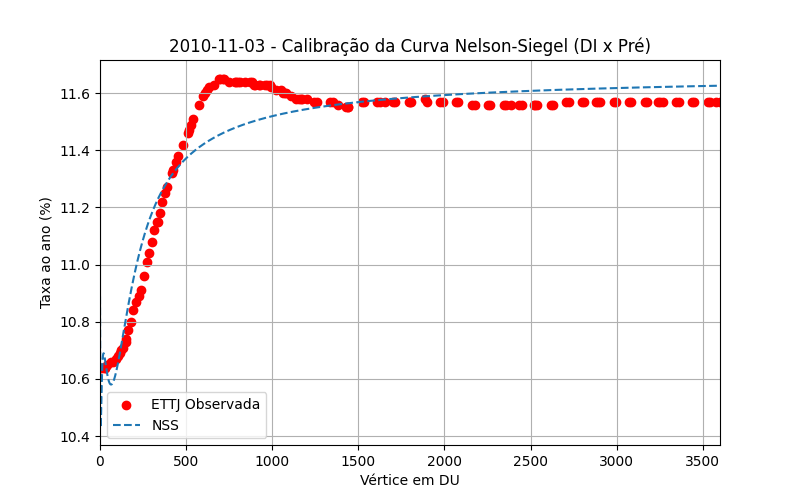 2010-11-03 - Calibração da Curva Nelson-Siegel (DI x Pré)
Taxa ao ano (%)
11.6
11.4
11.2
11.0
10.8
10.6
10.4
ETTJ Observada
NSS
0 500 1000 1500 2000 2500 3000 3500
Vértice em DU